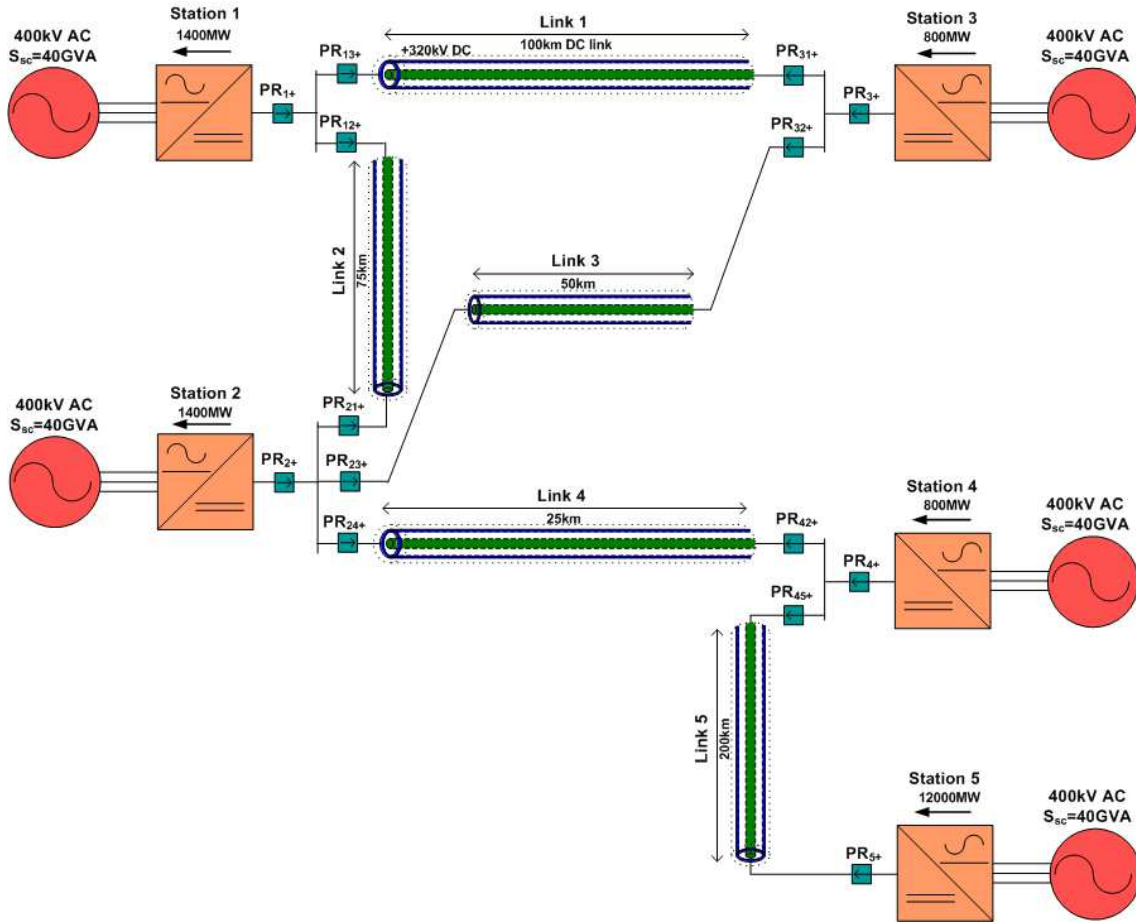 Station 1
1400MW
400kV AC
Ssc=40GVA
PR1+
PR13+
PR12+
Link 1
100km DC link
+320kV DC
PR31+
PR32+
PR3+
Station 3
800MW
400kV AC
Ssc=40GVA
Link 2
75km
Link 3
50km
Station 2
1400MW
400kV AC
Ssc=40GVA
PR2+
PR21+
PR23+
PR24+
Link 4
25km
PR42+
PR45+
PR4+
Station 4
800MW
400kV AC
Ssc=40GVA
Link 5
200km
PR5+
Station 5
12000MW
400kV AC
Ssc=40GVA